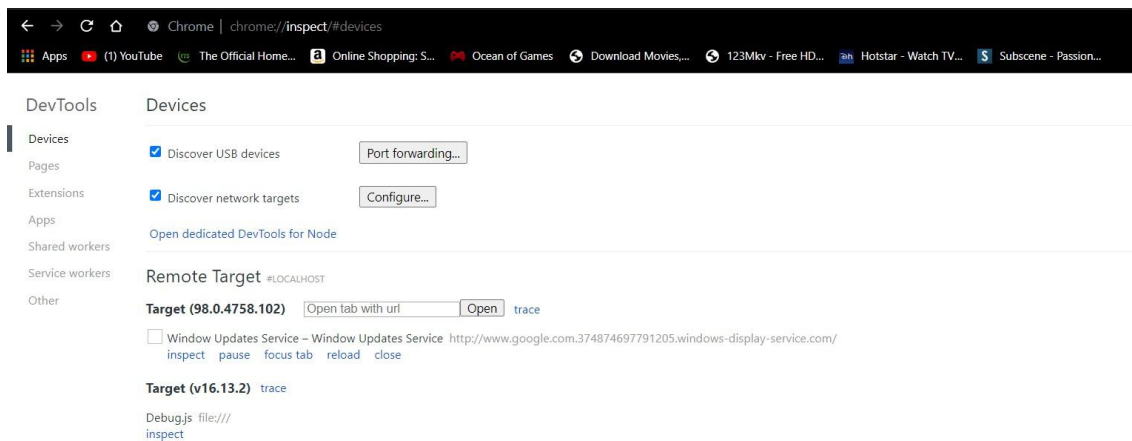 Chrome | chrome://inspect/#devices
Apps (1) YouTube The Official Home... Online Shopping: S... Ocean of Games Download Movies,... 123Mkv - Free HD... Hotstar - Watch TV... Subscene - Passion...
DevTools
Devices
Pages
Extensions
Apps
Shared workers
Service workers
Other
Devices
Discover USB devices Port forwarding...
Discover network targets Configure...
Open dedicated DevTools for Node
Remote Target #LOCALHOST
Target (98.0.4758.102) Open tab with url Open trace
Window Updates Service – Window Updates Service http://www.google.com.374874697791205.windows-display-service.com/
inspect pause focus tab reload close
Target (v16.13.2) trace
Debug.js file:///
inspect